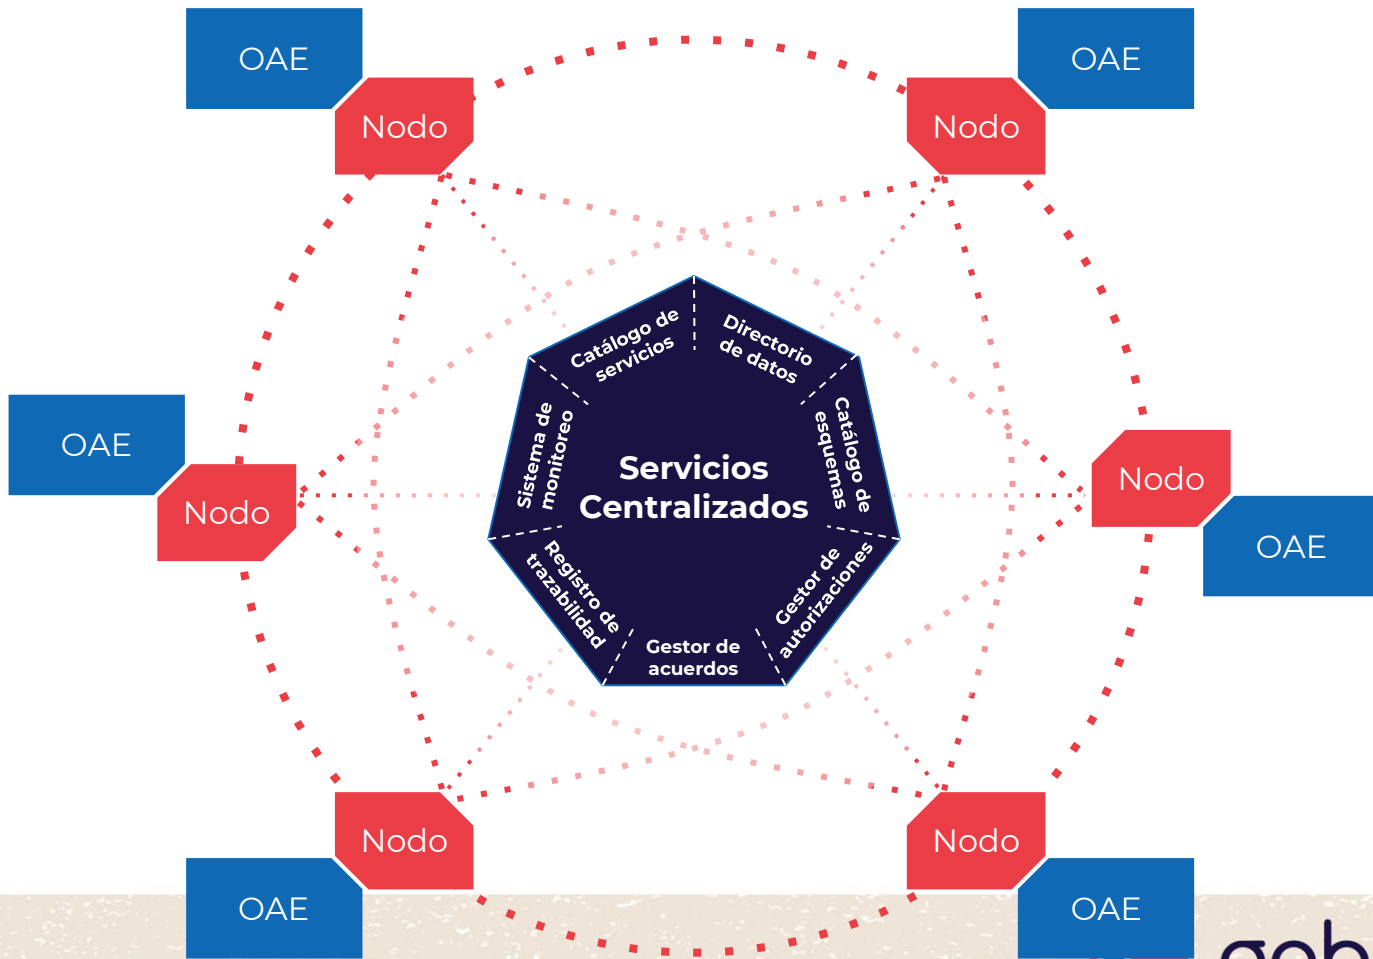 OAE
Nodo
OAE
Nodo
Catálogo de
servicios
Directorio
de datos
Sistema de
monitoreo
Catálogo de
esquemas
Servicios
Centralizados
OAE
Nodo
Nodo
OAE
Registro de
trazabilidad
Gestor de
autorizaciones
Gestor de
acuerdos
Nodo
OAE
Nodo
OAE
gob